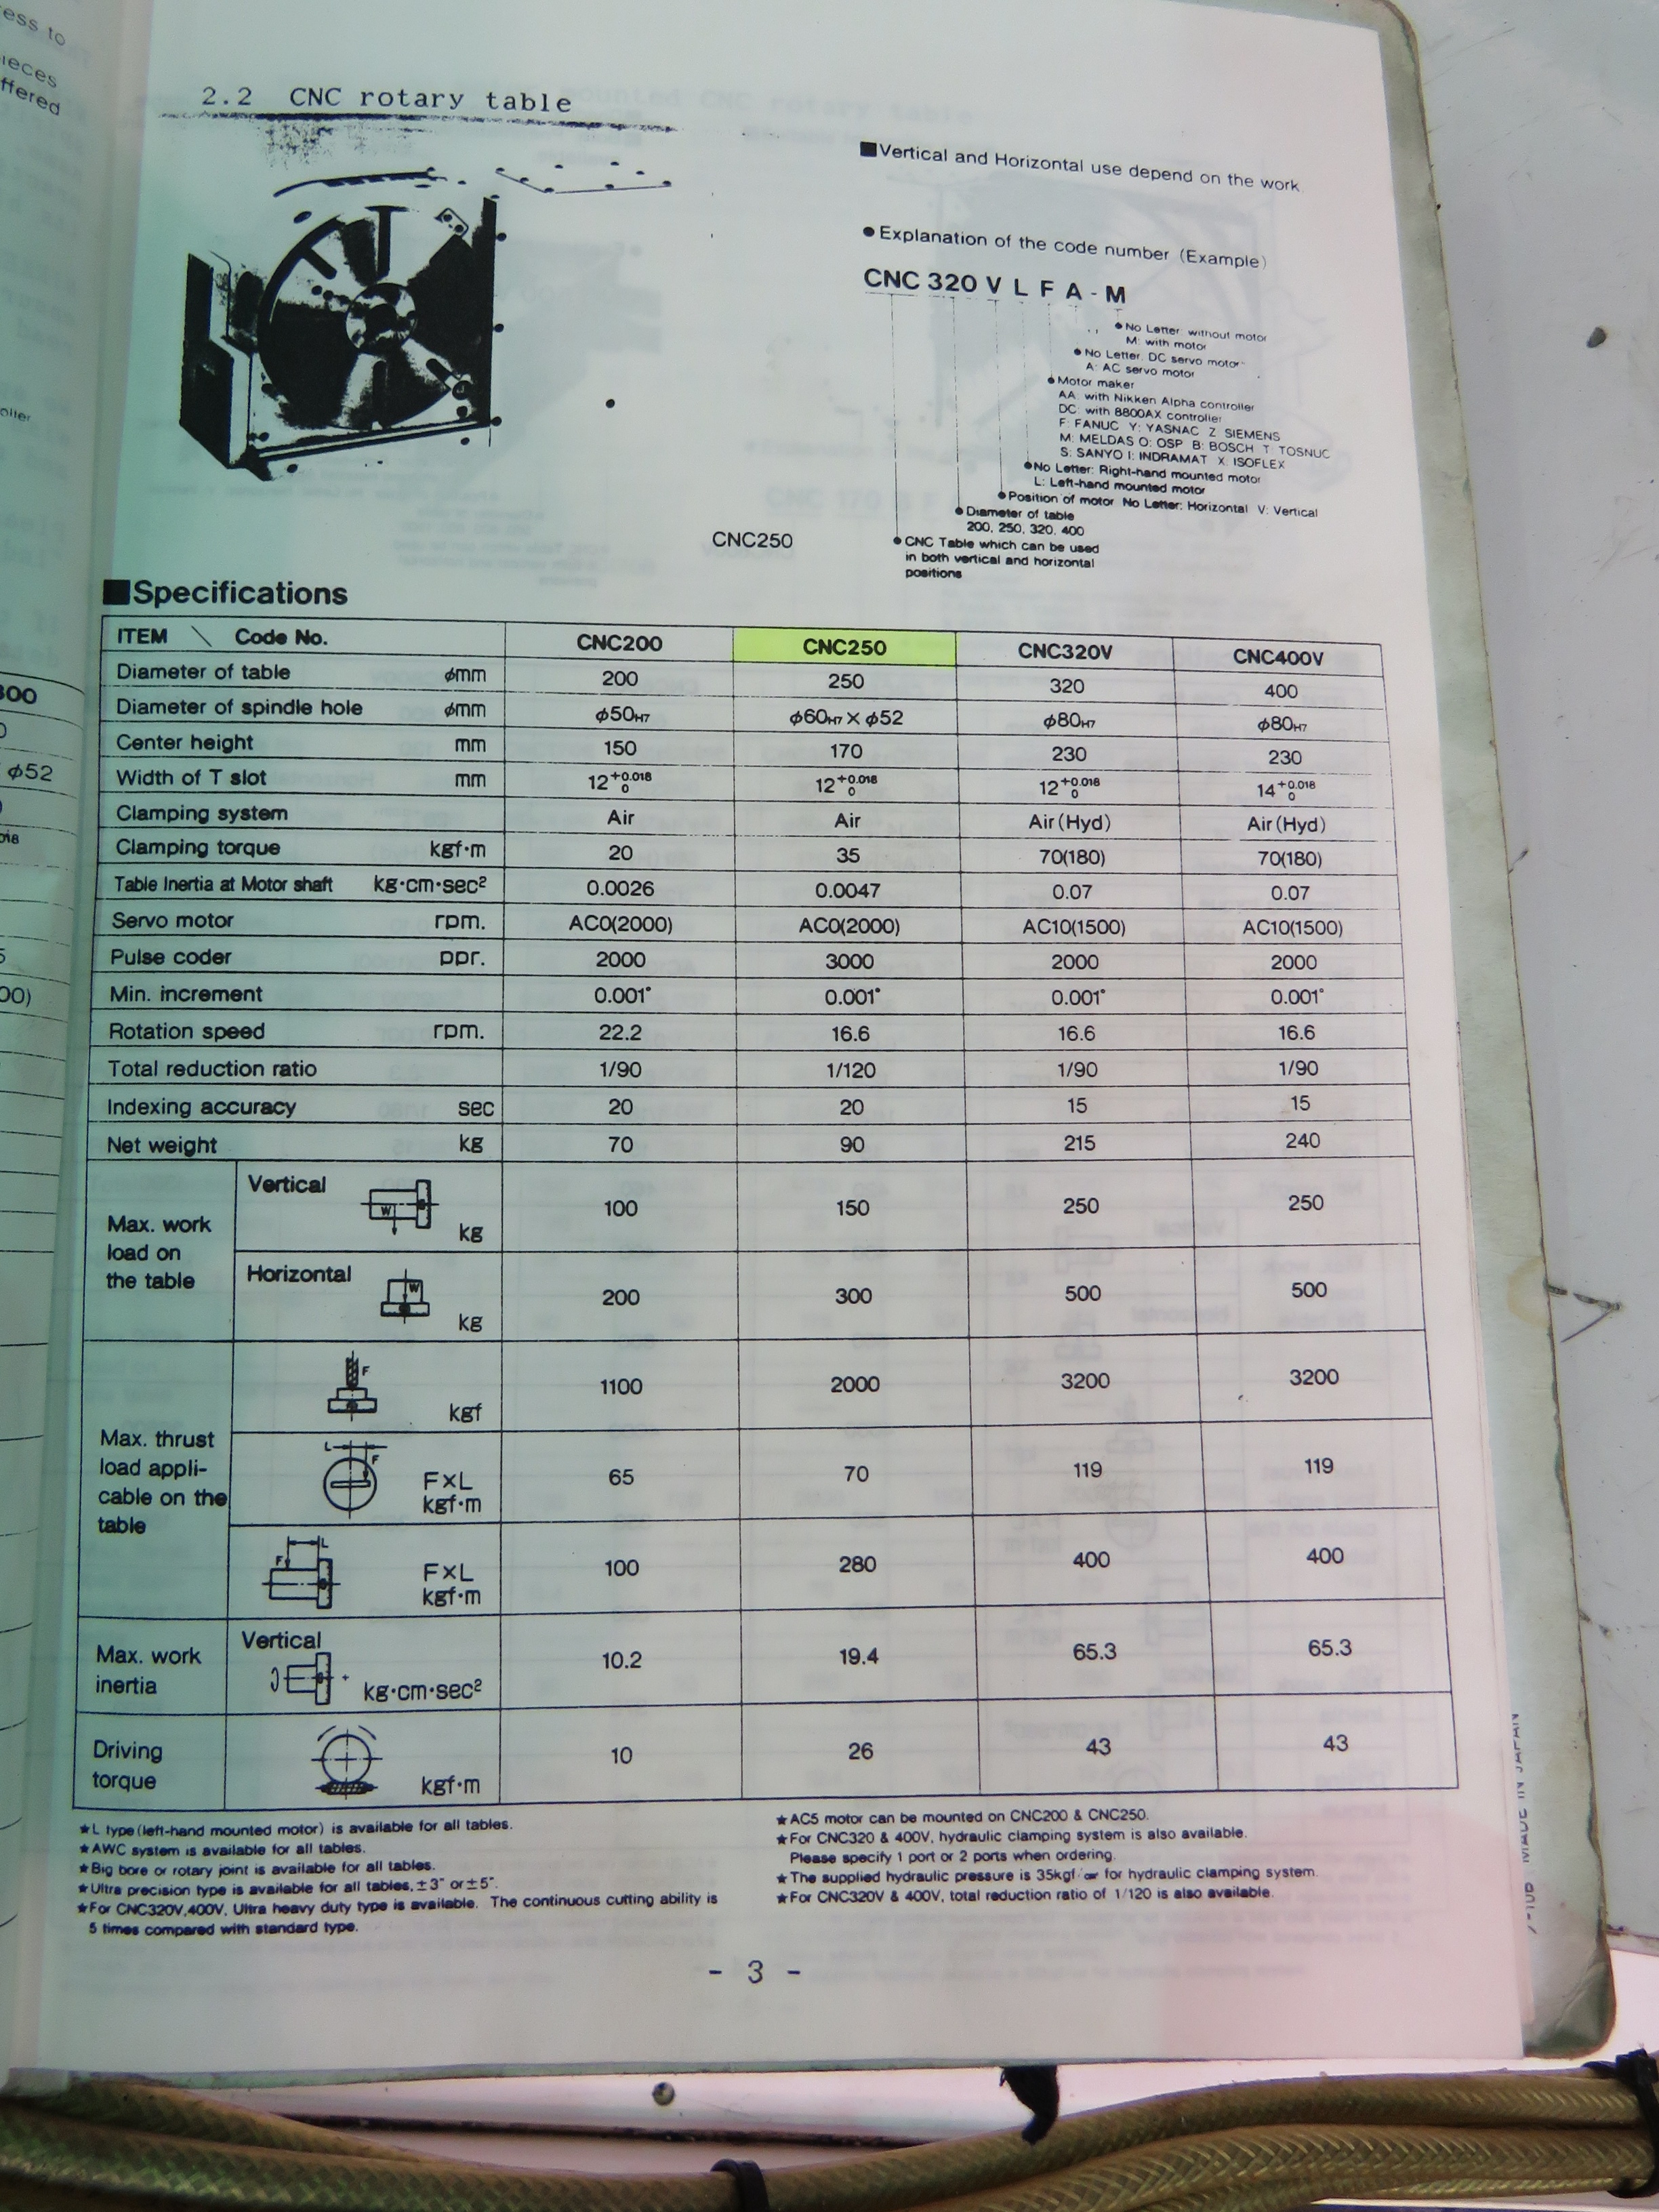 ess to
ieces
ffered
oller
300
φ52
018
5
00)
2.2 CNC rotary table
■Vertical and Horizontal use depend on the work
●Explanation of the code number (Example)
CNC 320 V L F A - M
●No Letter: without motor
M: with motor
●No Letter: DC servo motor
A: AC servo motor
●Motor maker
AA: with Nikken Alpha controller
DC: with 8800AX controller
F: FANUC Y: YASNAC Z: SIEMENS
M: MELDAS O: OSP B: BOSCH T: TOSNUC
S: SANYO I: INDRAMAT X: ISOFLEX
●No Letter: Right-hand mounted motor
L: Left-hand mounted motor
●Position of motor No Letter: Horizontal V: Vertical
●Diameter of table
200, 250, 320, 400
●CNC Table which can be used
in both vertical and horizontal
positions
CNC250
■Specifications
ITEM \ Code No. CNC200 CNC250 CNC320V CNC400V
Diameter of table φmm 200 250 320 400
Diameter of spindle hole φmm φ50H7 φ60H7×φ52 φ80H7 φ80H7
Center height mm 150 170 230 230
Width of T slot mm 12 +0.018 0 12 +0.018 0 12 +0.018 0 14 +0.018 0
Clamping system Air Air Air(Hyd) Air(Hyd)
Clamping torque kgf·m 20 35 70(180) 70(180)
Table Inertia at Motor shaft kg·cm·sec² 0.0026 0.0047 0.07 0.07
Servo motor rpm. AC0(2000) AC0(2000) AC10(1500) AC10(1500)
Pulse coder ppr. 2000 3000 2000 2000
Min. increment 0.001° 0.001° 0.001° 0.001°
Rotation speed rpm. 22.2 16.6 16.6 16.6
Total reduction ratio 1/90 1/120 1/90 1/90
Indexing accuracy sec 20 20 15 15
Net weight kg 70 90 215 240
Max. work
load on
the table
Vertical W kg 100 150 250 250
Horizontal W kg 200 300 500 500
Max. thrust
load appli-
cable on the
table
F kgf 1100 2000 3200 3200
L F F×L kgf·m 65 70 119 119
F L F×L kgf·m 100 280 400 400
Max. work
inertia
Vertical kg·cm·sec² 10.2 19.4 65.3 65.3
Driving
torque
kgf·m 10 26 43 43
★L type(left-hand mounted motor) is available for all tables.
★AWC system is available for all tables.
★Big bore or rotary joint is available for all tables.
★Ultra precision type is available for all tables,±3″ or±5″.
★For CNC320V,400V, Ultra heavy duty type is available. The continuous cutting ability is
5 times compared with standard type.
★AC5 motor can be mounted on CNC200 & CNC250.
★For CNC320 & 400V, hydraulic clamping system is also available.
Please specify 1 port or 2 ports when ordering.
★The supplied hydraulic pressure is 35kgf/㎠ for hydraulic clamping system.
★For CNC320V & 400V, total reduction ratio of 1/120 is also available.
- 3 -
MADE IN JAPAN